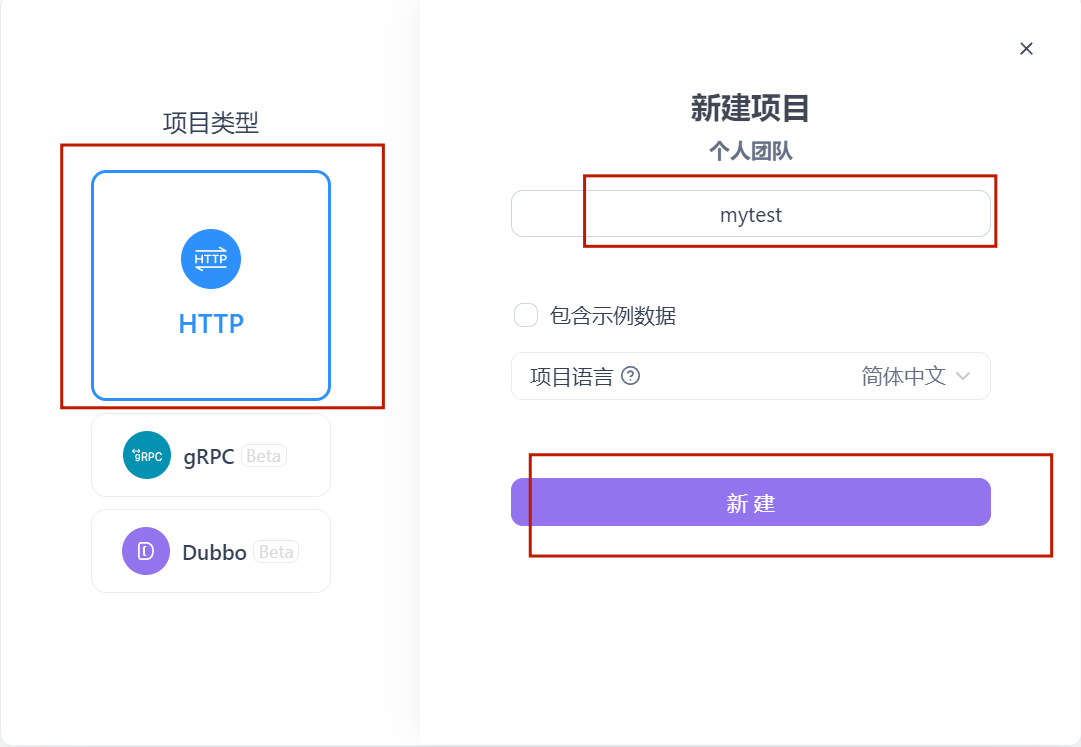 项目类型
HTTP
HTTP
gRPC
gRPC Beta
Dubbo Beta
新建项目
个人团队
mytest
包含示例数据
项目语言 ? 简体中文
新建